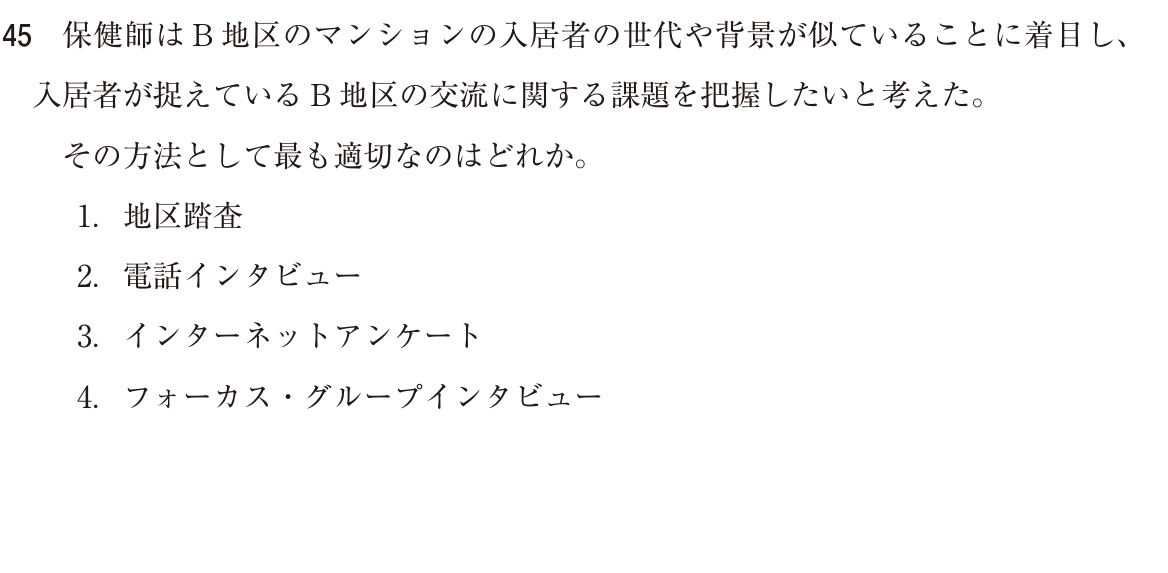 45 保健師はB地区のマンションの入居者の世代や背景が似ていることに着目し、
入居者が捉えているB地区の交流に関する課題を把握したいと考えた。
その方法として最も適切なのはどれか。
1. 地区踏査
2. 電話インタビュー
3. インターネットアンケート
4. フォーカス・グループインタビュー